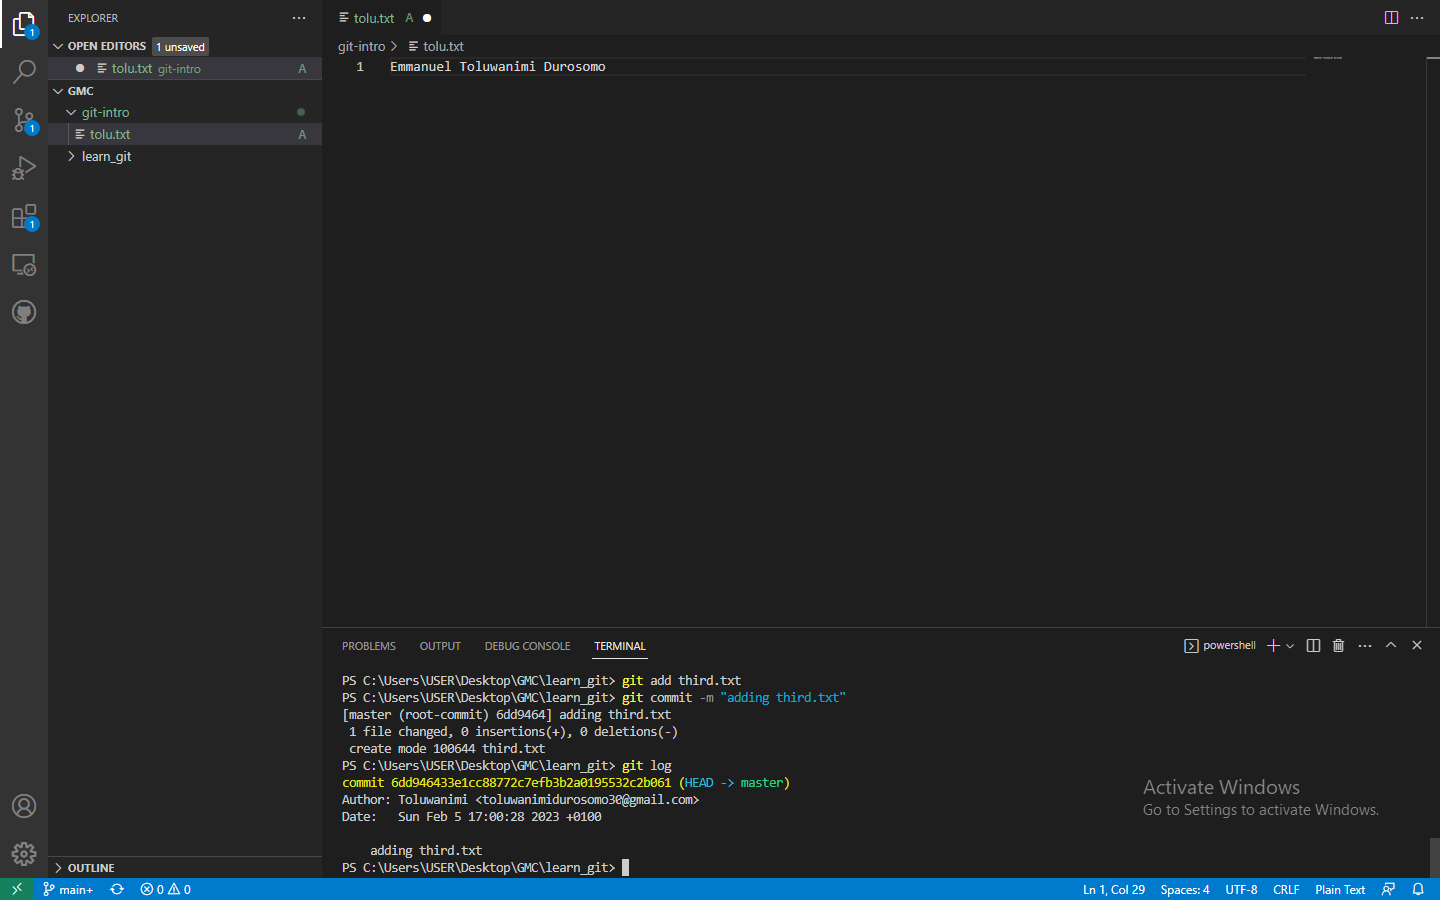 EXPLORER
OPEN EDITORS 1 unsaved
tolu.txt git-intro A
GMC
git-intro
tolu.txt A
learn_git
OUTLINE
1
1
1
tolu.txt A
git-intro > tolu.txt
1 Emmanuel Toluwanimi Durosomo
PROBLEMS OUTPUT DEBUG CONSOLE TERMINAL powershell
PS C:\Users\USER\Desktop\GMC\learn_git> git add third.txt
PS C:\Users\USER\Desktop\GMC\learn_git> git commit -m "adding third.txt"
[master (root-commit) 6dd9464] adding third.txt
1 file changed, 0 insertions(+), 0 deletions(-)
create mode 100644 third.txt
PS C:\Users\USER\Desktop\GMC\learn_git> git log
commit 6dd946433e1cc88772c7efb3b2a0195532c2b061 (HEAD -> master)
Author: Toluwanimi <toluwanimidurosomo30@gmail.com>
Date:   Sun Feb 5 17:00:28 2023 +0100
adding third.txt
PS C:\Users\USER\Desktop\GMC\learn_git>
Activate Windows
Go to Settings to activate Windows.
main+ 0 0 Ln 1, Col 29 Spaces: 4 UTF-8 CRLF Plain Text